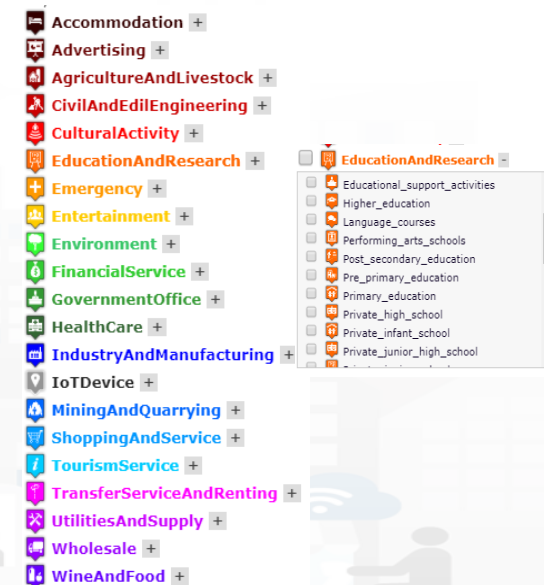 Accommodation +
Advertising +
AgricultureAndLivestock +
CivilAndEdilEngineering +
CulturalActivity +
EducationAndResearch +
Emergency +
Entertainment +
Environment +
FinancialService +
GovernmentOffice +
HealthCare +
IndustryAndManufacturing +
IoTDevice +
MiningAndQuarrying +
ShoppingAndService +
TourismService +
TransferServiceAndRenting +
UtilitiesAndSupply +
Wholesale +
WineAndFood +
EducationAndResearch -
Educational_support_activities
Higher_education
Language_courses
Performing_arts_schools
Post_secondary_education
Pre_primary_education
Primary_education
Private_high_school
Private_infant_school
Private_junior_high_school